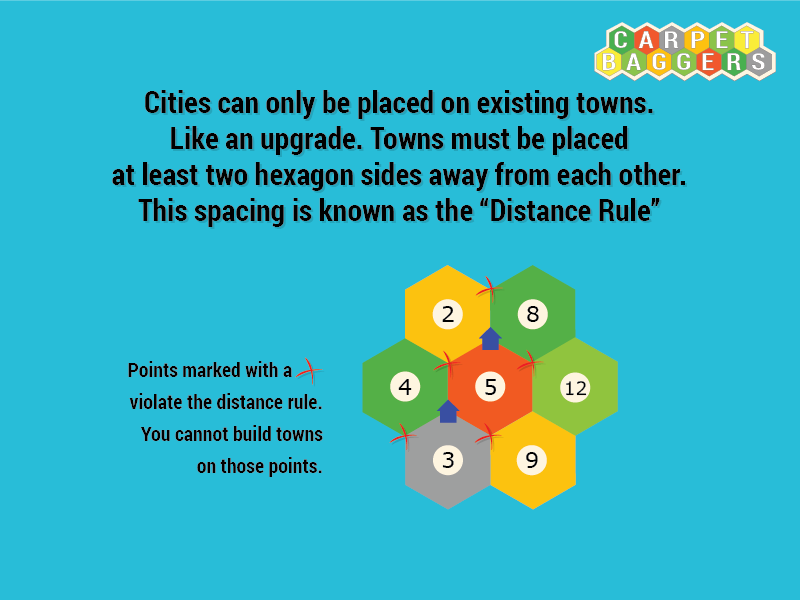 CARPET
BAGGERS
Cities can only be placed on existing towns.
Like an upgrade. Towns must be placed
at least two hexagon sides away from each other.
This spacing is known as the “Distance Rule”
Points marked with a
violate the distance rule.
You cannot build towns
on those points.
2 8
4 5 12
3 9